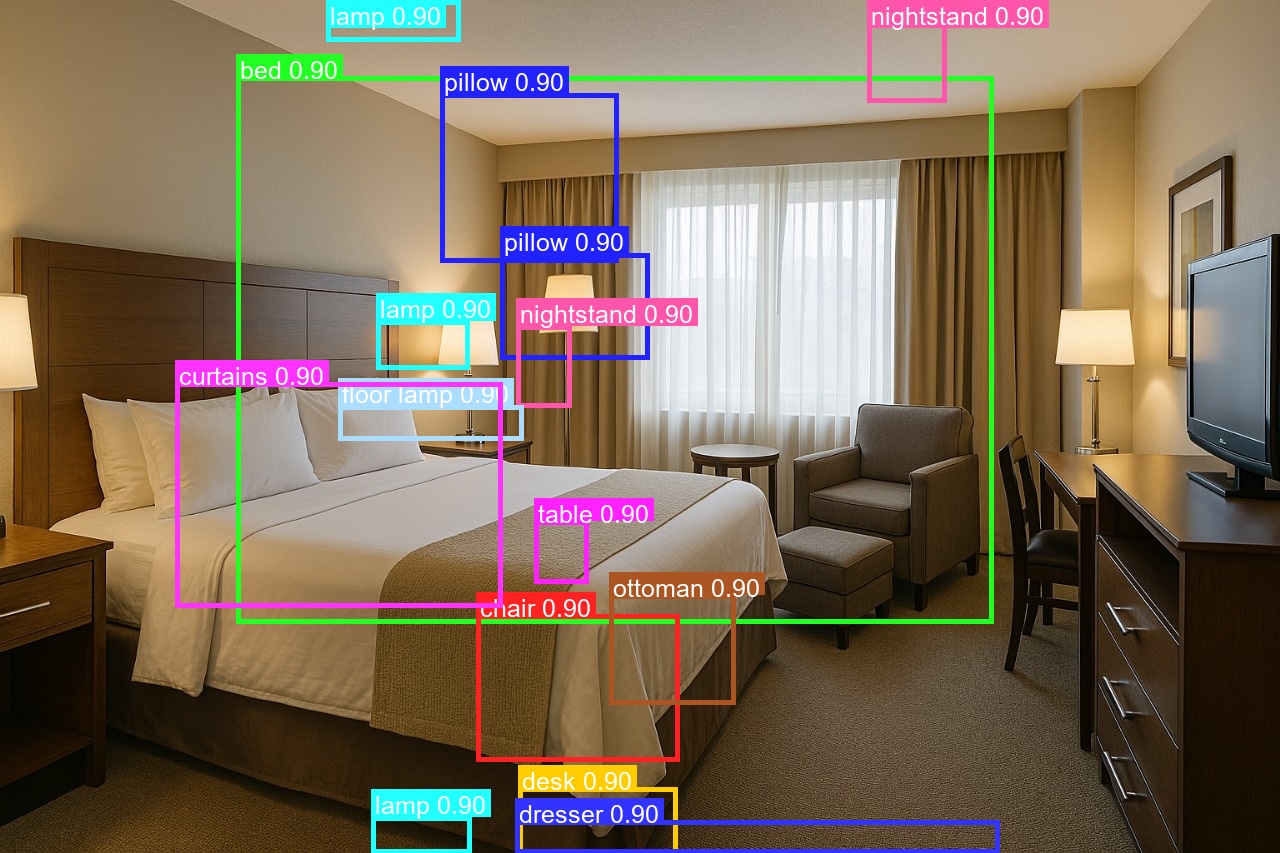 lamp 0.90
nightstand 0.90
bed 0.90
pillow 0.90
pillow 0.90
lamp 0.90
nightstand 0.90
curtains 0.90
floor lamp 0.90
table 0.90
ottoman 0.90
chair 0.90
desk 0.90
lamp 0.90
dresser 0.90